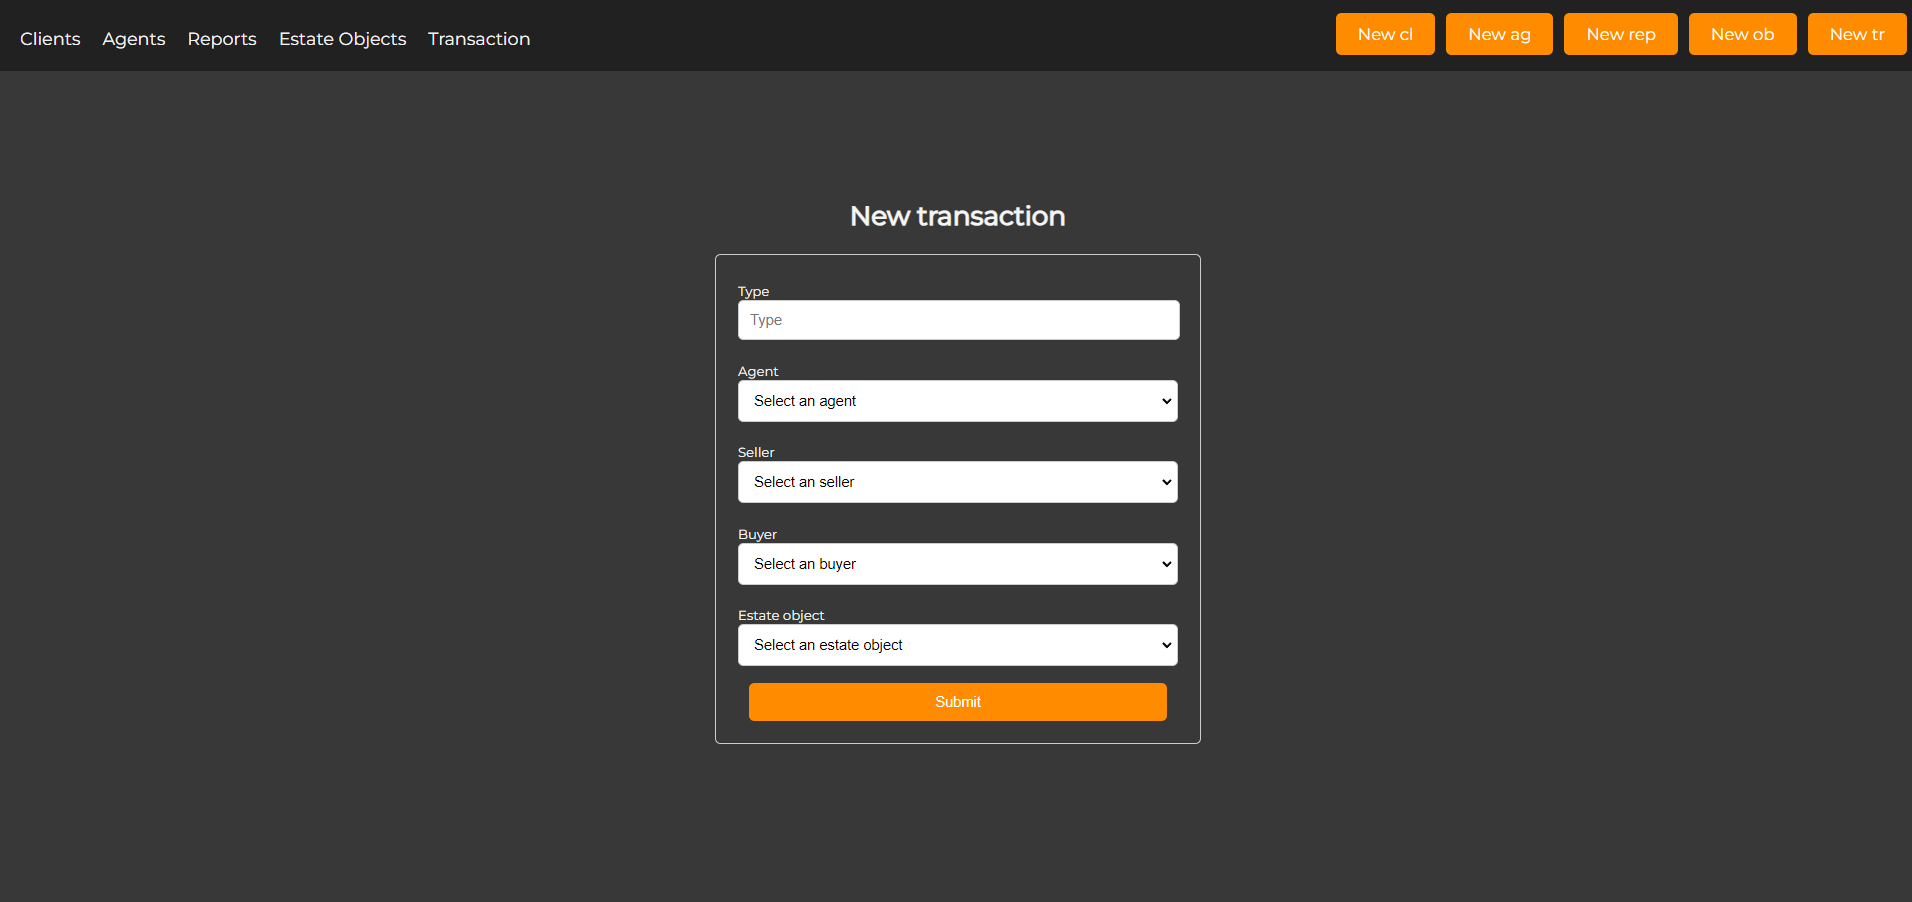 Clients Agents Reports Estate Objects Transaction New cl New ag New rep New ob New tr
New transaction
Type
Type
Agent
Select an agent
Seller
Select an seller
Buyer
Select an buyer
Estate object
Select an estate object
Submit